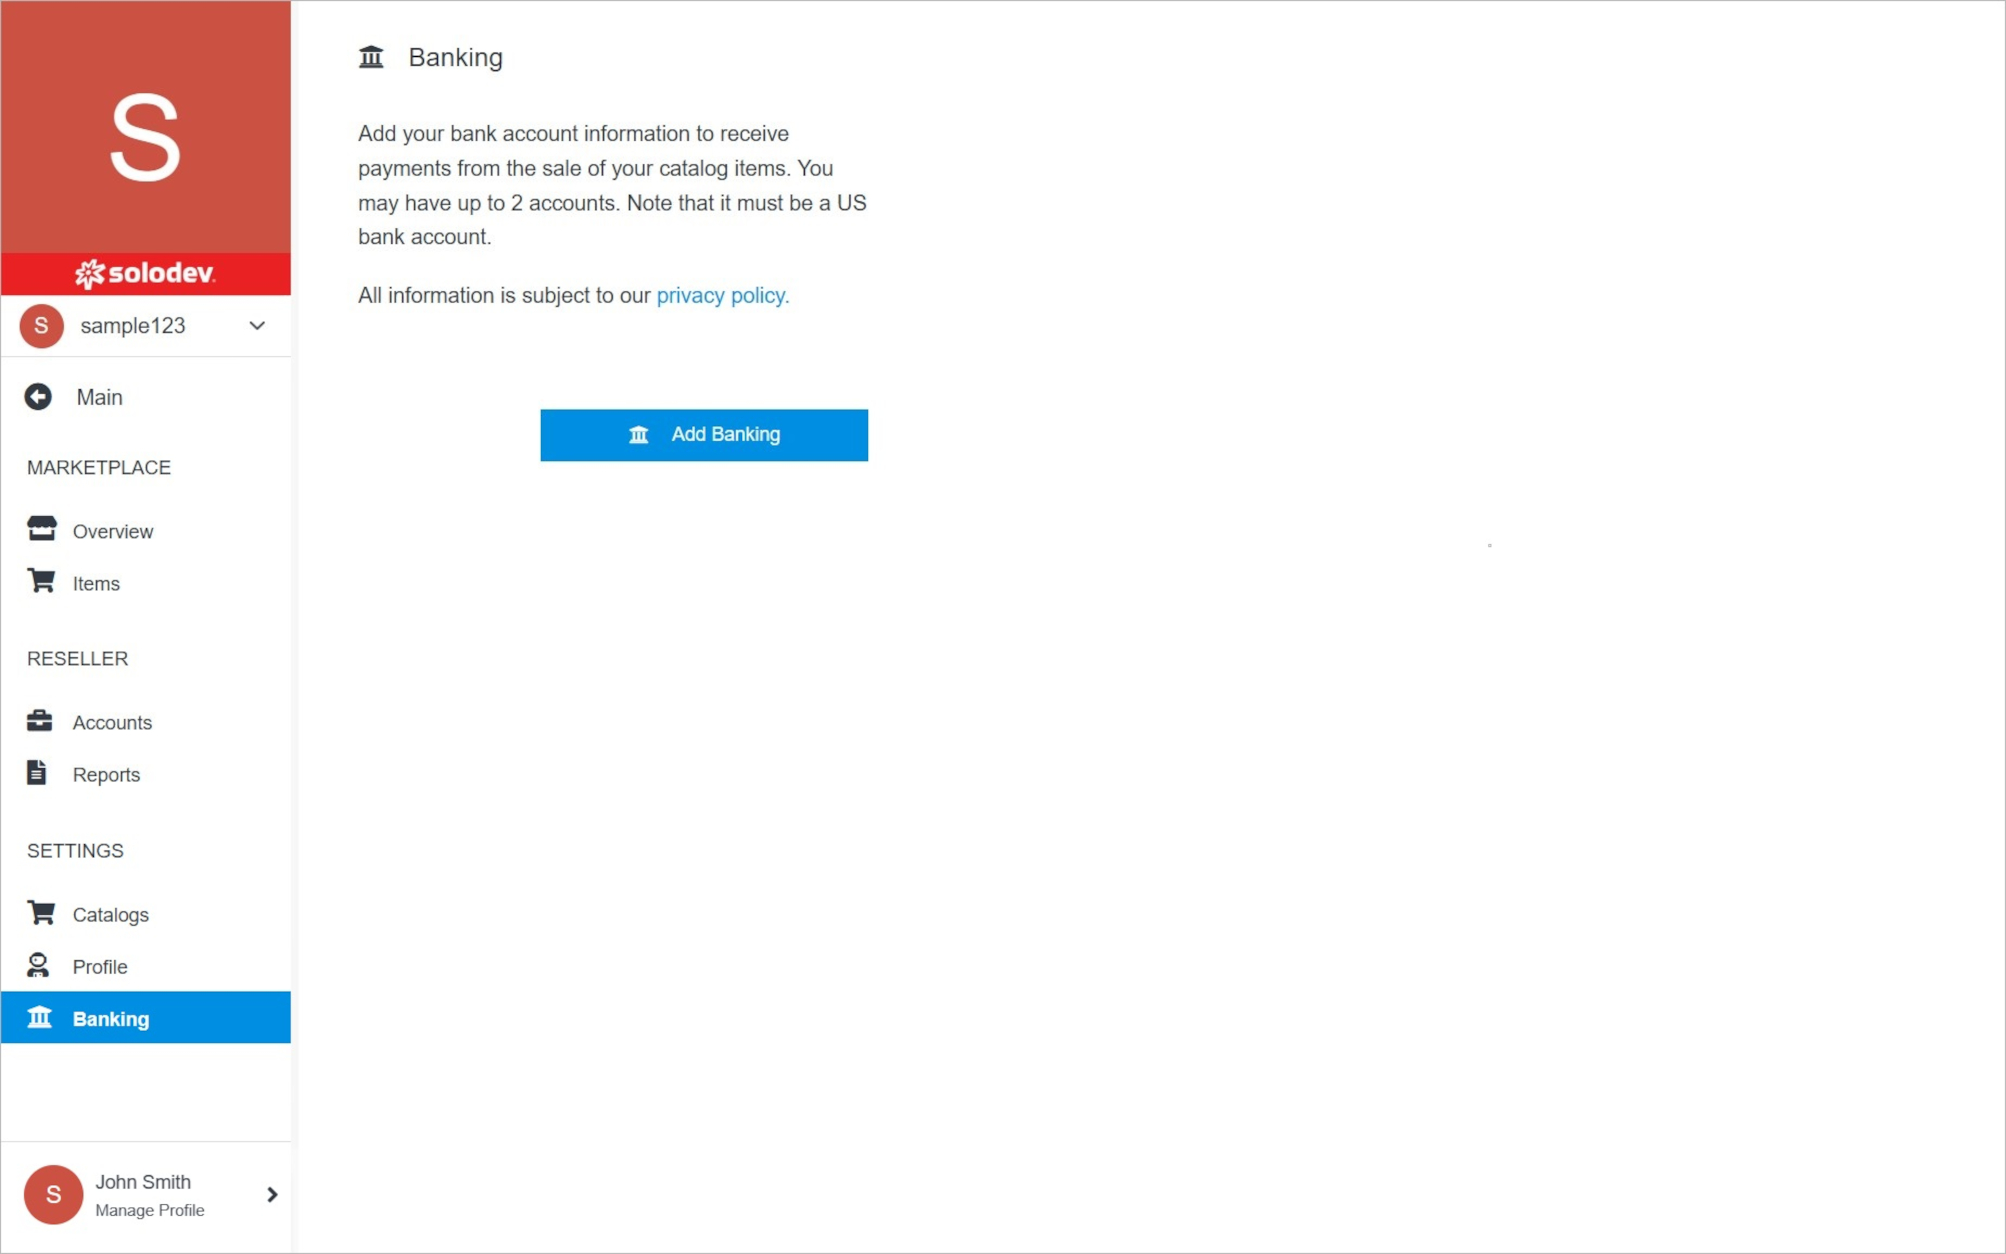 S
solodev
S sample123
Main
MARKETPLACE
Overview
Items
RESELLER
Accounts
Reports
SETTINGS
Catalogs
Profile
Banking
S
John Smith
Manage Profile
Banking
Add your bank account information to receive
payments from the sale of your catalog items. You
may have up to 2 accounts. Note that it must be a US
bank account.
All information is subject to our privacy policy.
Add Banking